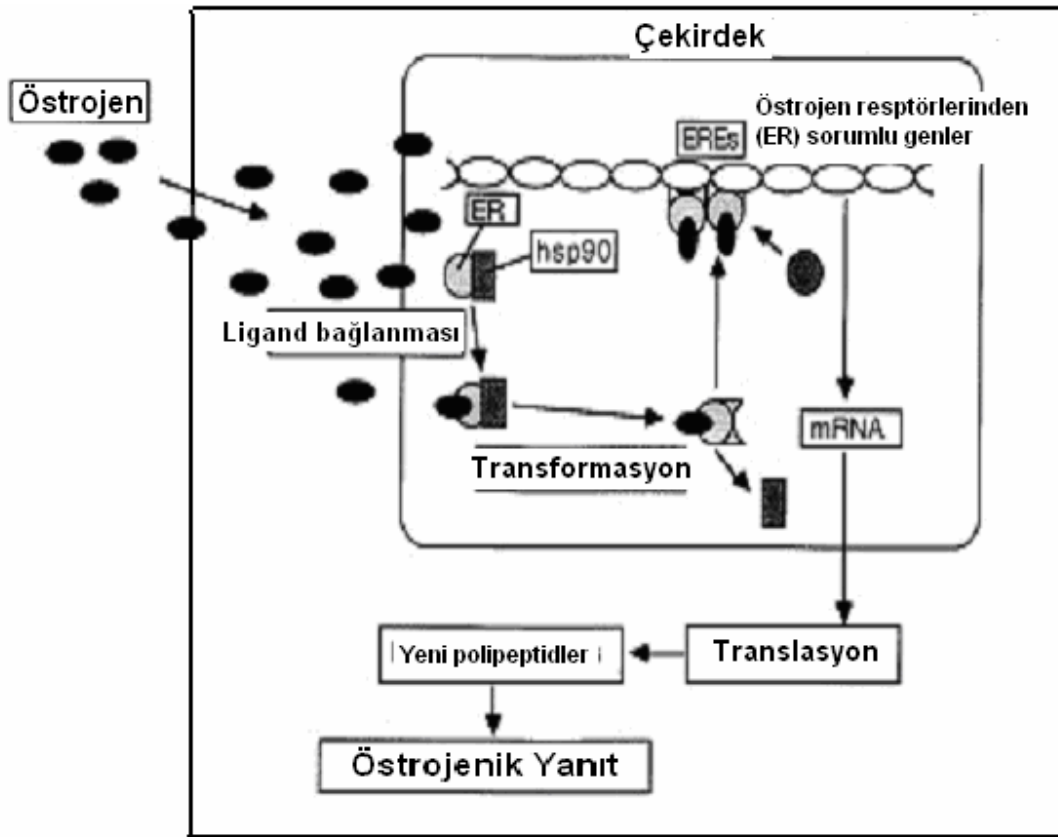 Çekirdek
Östrojen
Östrojen resptörlerinden
(ER) sorumlu genler
EREs
ER
hsp90
Ligand bağlanması
mRNA
Transformasyon
Translasyon
Yeni polipeptidler
Östrojenik Yanıt